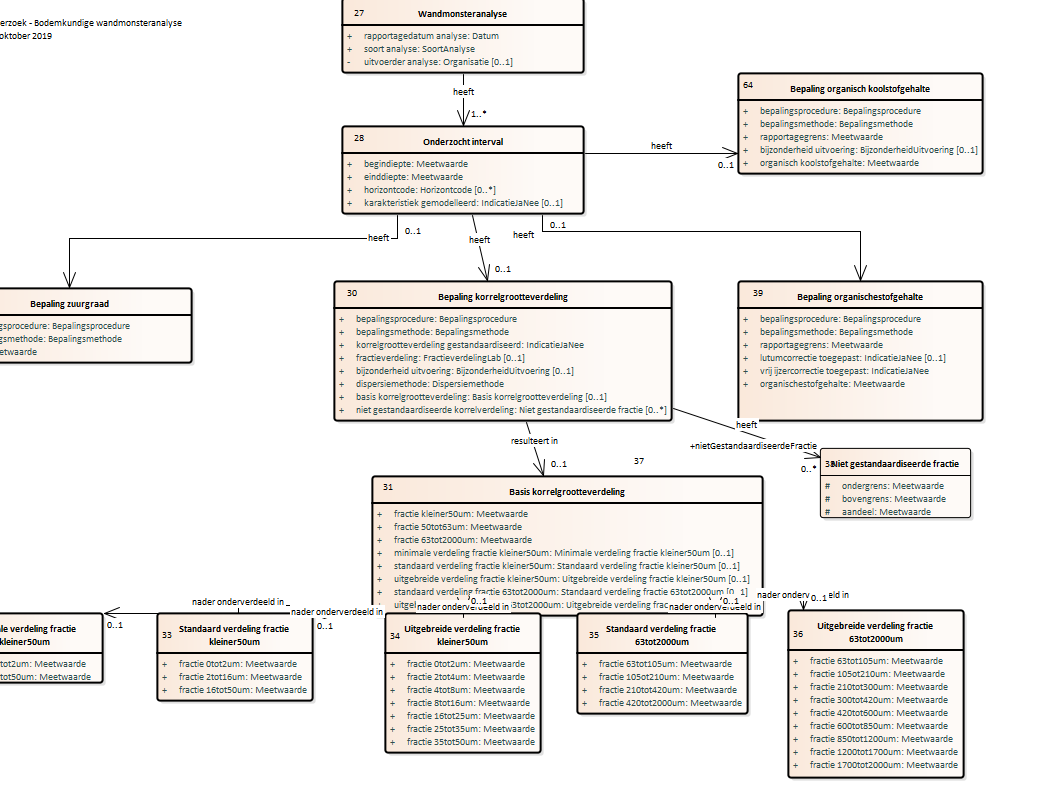 erzoek - Bodemkundige wandmonsteranalyse
oktober 2019
27 Wandmonsteranalyse
+ rapportagedatum analyse: Datum
+ soort analyse: SoortAnalyse
- uitvoerder analyse: Organisatie [0..1]
heeft
1..*
64 Bepaling organisch koolstofgehalte
+ bepalingsprocedure: Bepalingsprocedure
+ bepalingsmethode: Bepalingsmethode
+ rapportagegrens: Meetwaarde
+ bijzonderheid uitvoering: BijzonderheidUitvoering [0..1]
+ organisch koolstofgehalte: Meetwaarde
28 Onderzocht interval
+ begindiepte: Meetwaarde
+ einddiepte: Meetwaarde
+ horizontcode: Horizontcode [0..*]
+ karakteristiek gemodelleerd: IndicatieJaNee [0..1]
heeft
0..1
heeft
0..1
heeft
0..1
heeft
0..1
Bepaling zuurgraad
gsprocedure: Bepalingsprocedure
gsmethode: Bepalingsmethode
etwaarde
30 Bepaling korrelgrootteverdeling
+ bepalingsprocedure: Bepalingsprocedure
+ bepalingsmethode: Bepalingsmethode
+ korrelgrootteverdeling gestandaardiseerd: IndicatieJaNee
+ fractieverdeling: FractieverdelingLab [0..1]
+ bijzonderheid uitvoering: BijzonderheidUitvoering [0..1]
+ dispersiemethode: Dispersiemethode
+ basis korrelgrootteverdeling: Basis korrelgrootteverdeling [0..1]
+ niet gestandaardiseerde korrelverdeling: Niet gestandaardiseerde fractie [0..*]
39 Bepaling organischestofgehalte
+ bepalingsprocedure: Bepalingsprocedure
+ bepalingsmethode: Bepalingsmethode
+ rapportagegrens: Meetwaarde
+ lutumcorrectie toegepast: IndicatieJaNee [0..1]
+ vrij ijzercorrectie toegepast: IndicatieJaNee
+ organischestofgehalte: Meetwaarde
heeft
+nietGestandaardiseerdeFractie
0..*
resulteert in
0..1
37
Niet gestandaardiseerde fractie
# ondergrens: Meetwaarde
# bovengrens: Meetwaarde
# aandeel: Meetwaarde
31 Basis korrelgrootteverdeling
+ fractie kleiner50um: Meetwaarde
+ fractie 50tot63um: Meetwaarde
+ fractie 63tot2000um: Meetwaarde
+ minimale verdeling fractie kleiner50um: Minimale verdeling fractie kleiner50um [0..1]
+ standaard verdeling fractie kleiner50um: Standaard verdeling fractie kleiner50um [0..1]
+ uitgebreide verdeling fractie kleiner50um: Uitgebreide verdeling fractie kleiner50um [0..1]
+ standaard verdeling fractie 63tot2000um: Standaard verdeling fractie 63tot2000um [0..1]
+ uitgel 3tot2000um: Uitgebreide verdeling frac
nader onderverdeeld in
0..1
nader onderverdeeld in
0..1
nader onderverdeeld in
0..1
nader onderverdeeld in
0..1
nader onderv eld in
0..1
le verdeling fractie
kleiner50um
tot2um: Meetwaarde
tot50um: Meetwaarde
33 Standaard verdeling fractie
kleiner50um
+ fractie 0tot2um: Meetwaarde
+ fractie 2tot16um: Meetwaarde
+ fractie 16tot50um: Meetwaarde
34 Uitgebreide verdeling fractie
kleiner50um
+ fractie 0tot2um: Meetwaarde
+ fractie 2tot4um: Meetwaarde
+ fractie 4tot8um: Meetwaarde
+ fractie 8tot16um: Meetwaarde
+ fractie 16tot25um: Meetwaarde
+ fractie 25tot35um: Meetwaarde
+ fractie 35tot50um: Meetwaarde
35 Standaard verdeling fractie
63tot2000um
+ fractie 63tot105um: Meetwaarde
+ fractie 105tot210um: Meetwaarde
+ fractie 210tot420um: Meetwaarde
+ fractie 420tot2000um: Meetwaarde
36 Uitgebreide verdeling fractie
63tot2000um
+ fractie 63tot105um: Meetwaarde
+ fractie 105tot210um: Meetwaarde
+ fractie 210tot300um: Meetwaarde
+ fractie 300tot420um: Meetwaarde
+ fractie 420tot600um: Meetwaarde
+ fractie 600tot850um: Meetwaarde
+ fractie 850tot1200um: Meetwaarde
+ fractie 1200tot1700um: Meetwaarde
+ fractie 1700tot2000um: Meetwaarde